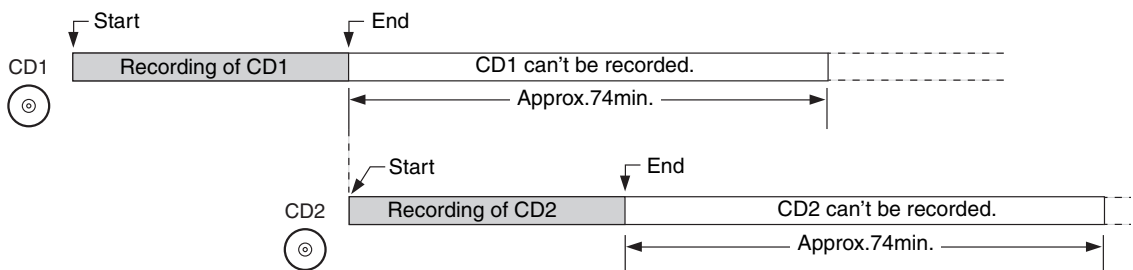 Start
End
CD1
Recording of CD1
CD1 can't be recorded.
Approx.74min.
Start
End
CD2
Recording of CD2
CD2 can't be recorded.
Approx.74min.